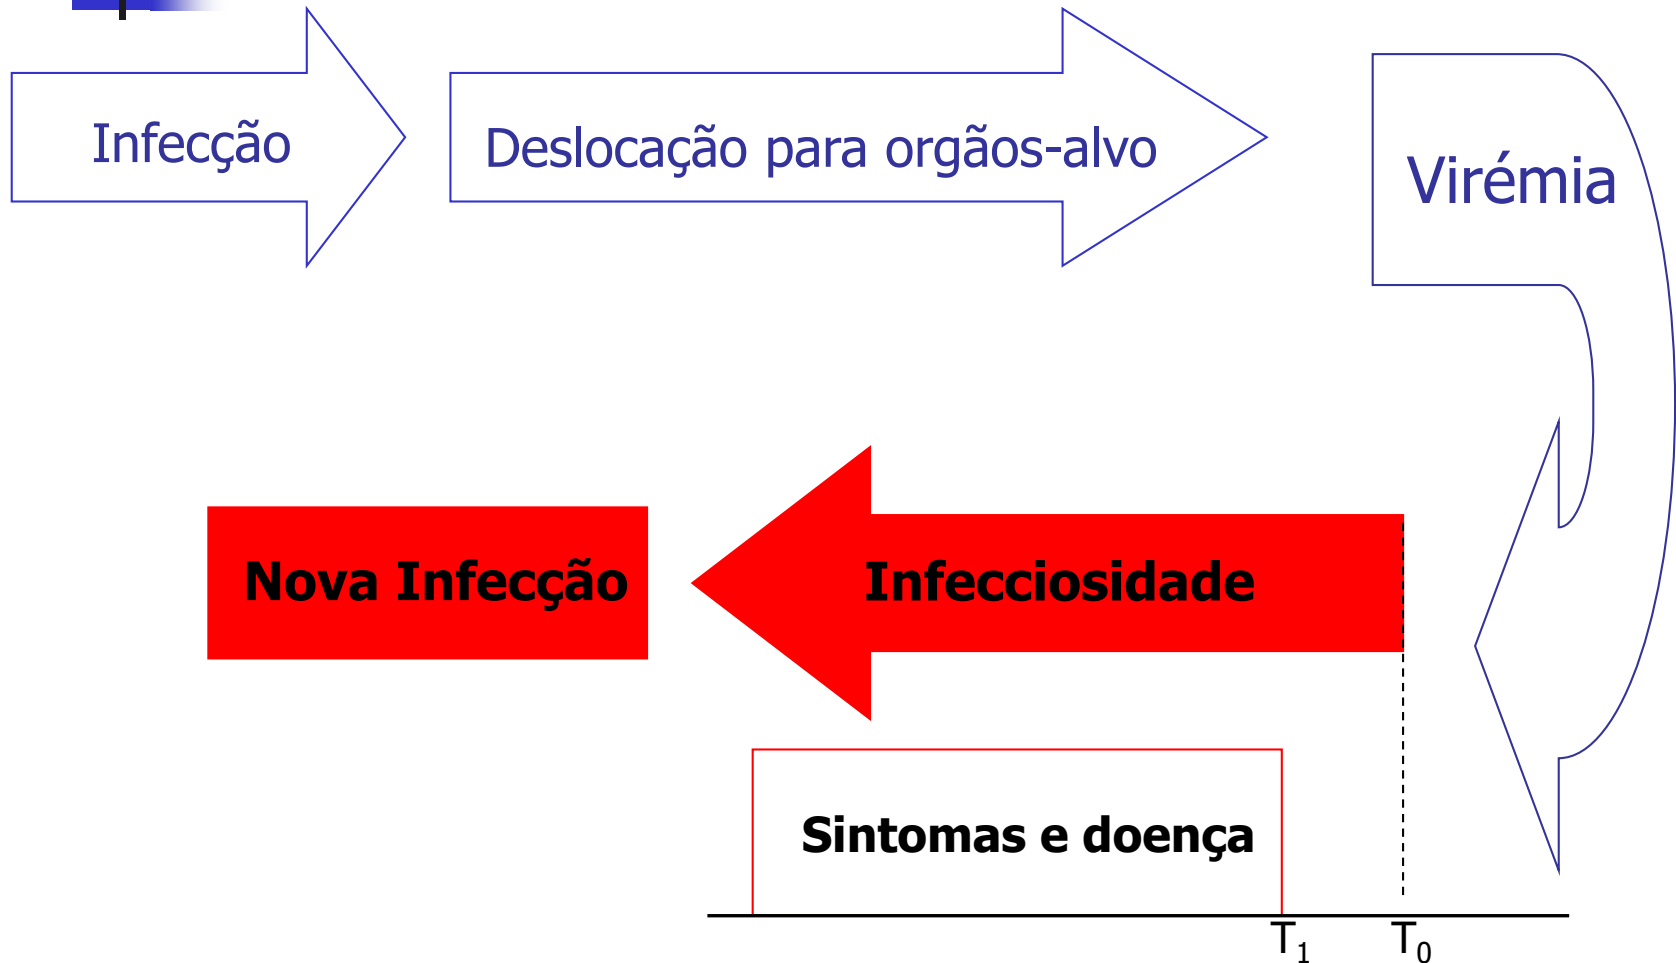 Infecção
Deslocação para orgãos-alvo
Virémia
Nova Infecção
Infecciosidade
Sintomas e doença
T₁
T₀